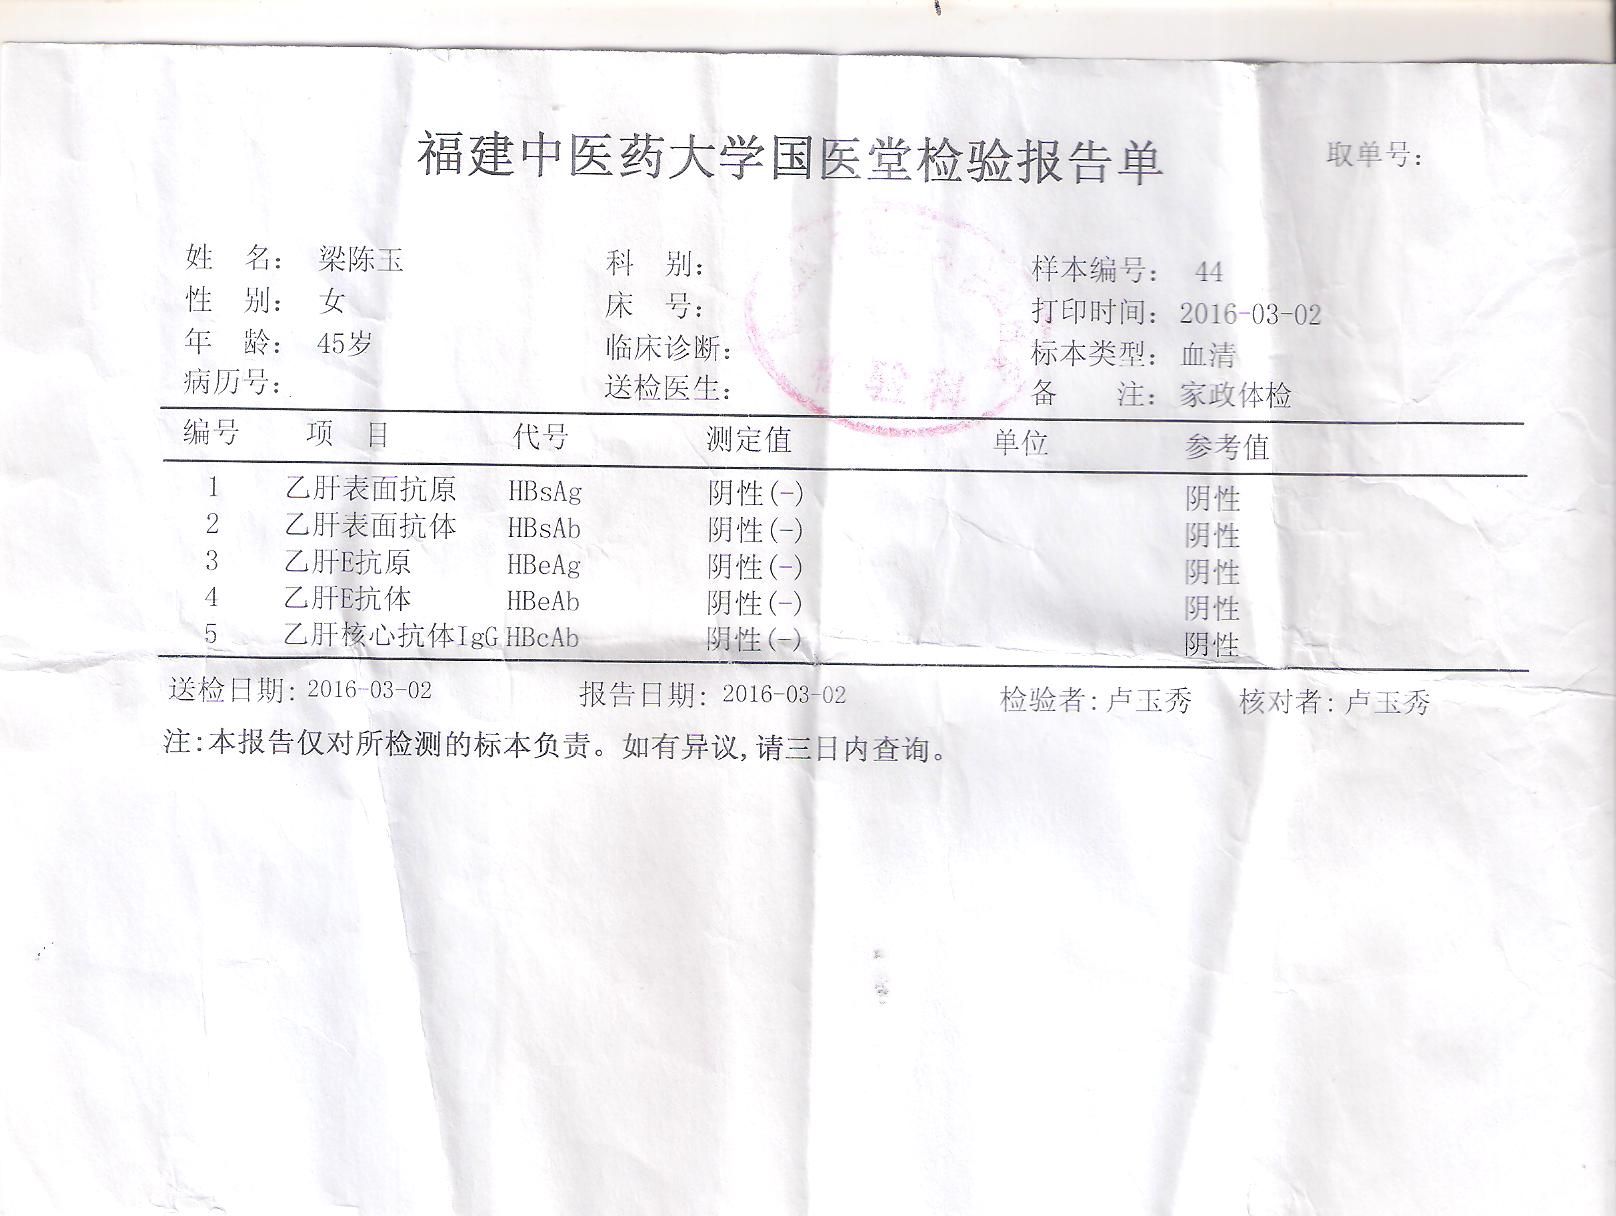 福建中医药大学国医堂检验报告单
取单号:
姓 名: 梁陈玉 科 别: 样本编号: 44
性 别: 女 床 号: 打印时间: 2016-03-02
年 龄: 45岁 临床诊断: 标本类型: 血清
病历号: 送检医生: 备 注: 家政体检
编号 项 目 代号 测定值 单位 参考值
1 乙肝表面抗原 HBsAg 阴性(-) 阴性
2 乙肝表面抗体 HBsAb 阴性(-) 阴性
3 乙肝E抗原 HBeAg 阴性(-) 阴性
4 乙肝E抗体 HBeAb 阴性(-) 阴性
5 乙肝核心抗体IgG HBcAb 阴性(-) 阴性
送检日期: 2016-03-02 报告日期: 2016-03-02 检验者: 卢玉秀 核对者: 卢玉秀
注:本报告仅对所检测的标本负责。如有异议,请三日内查询。
检验科